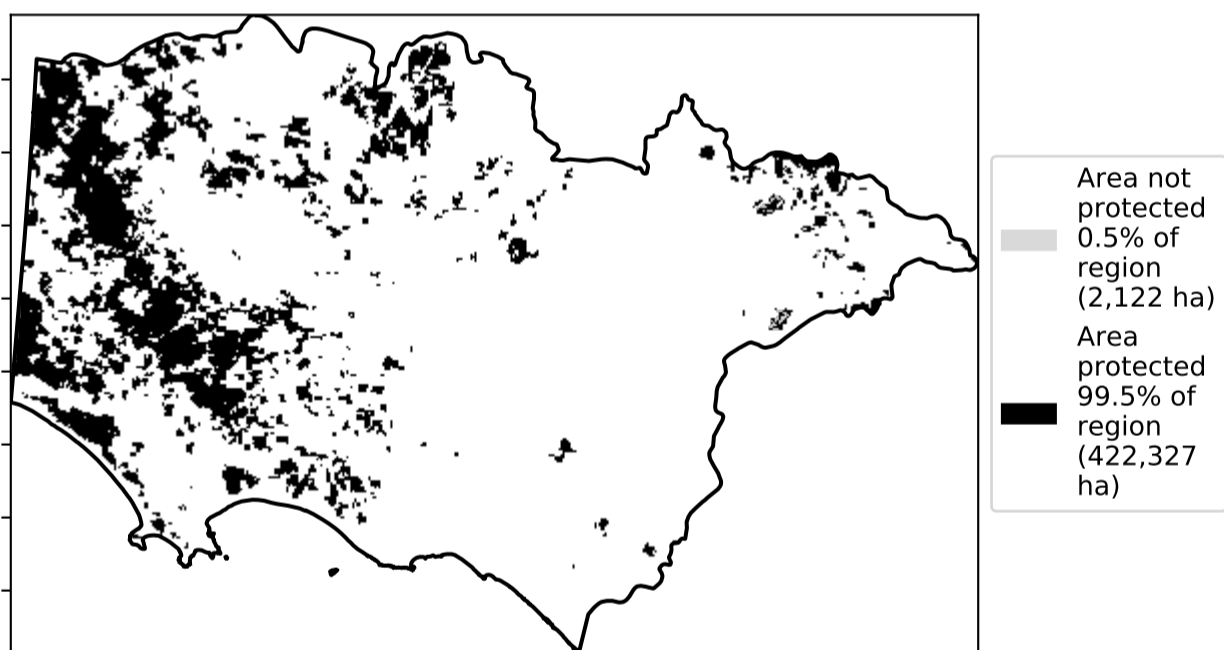 Area not
protected
0.5% of
region
(2,122 ha)
Area
protected
99.5% of
region
(422,327
ha)